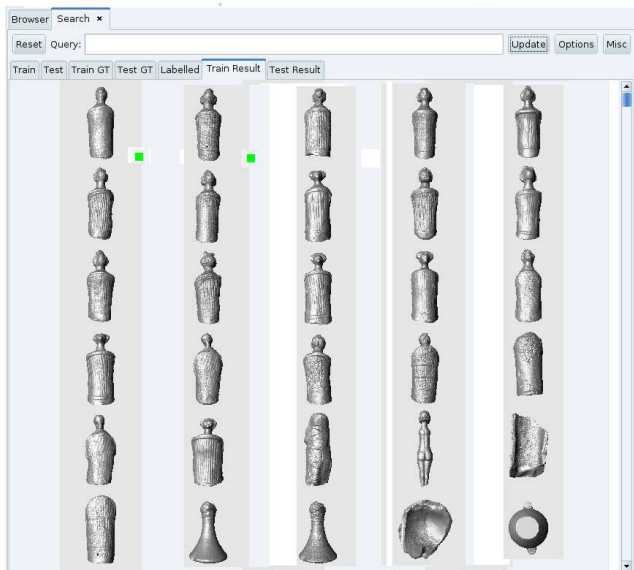 Browser Search ×
Reset Query: Update Options Misc
Train Test Train GT Test GT Labelled Train Result Test Result